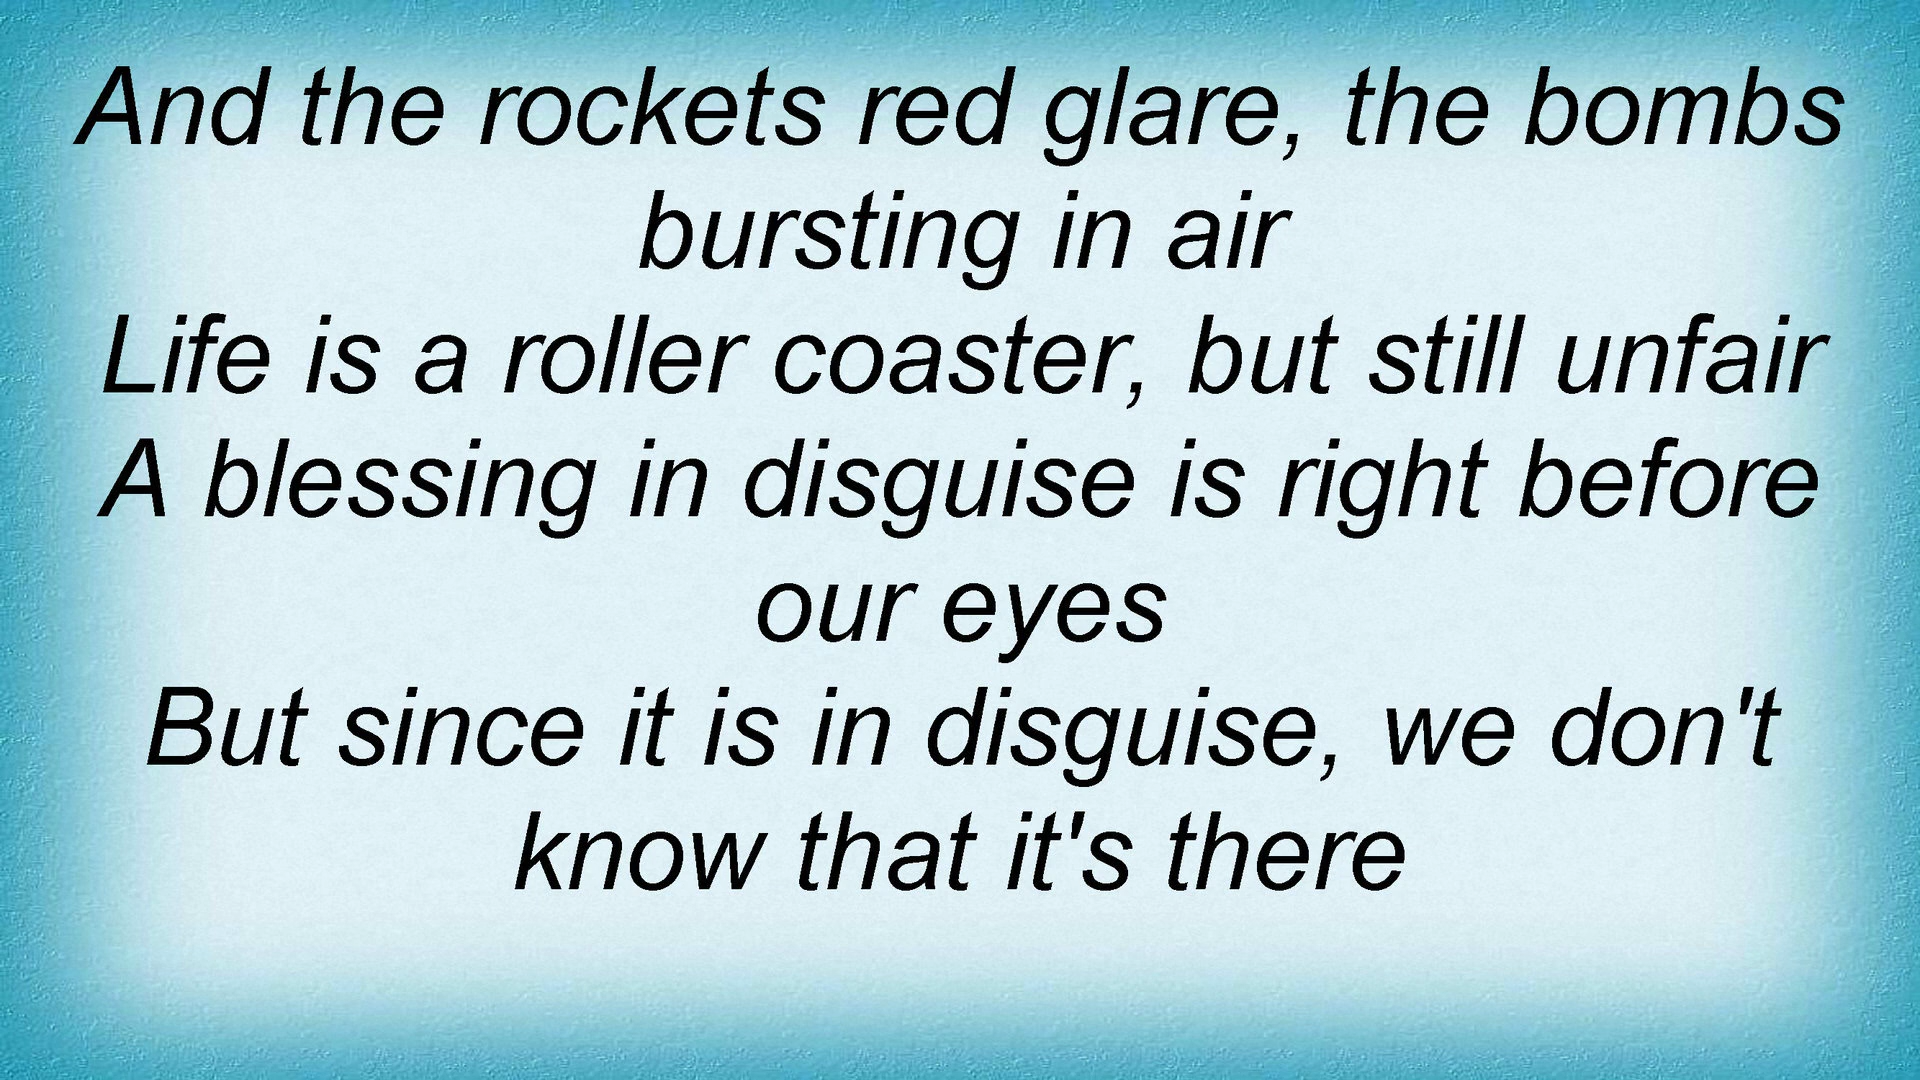 And the rockets red glare, the bombs
bursting in air
Life is a roller coaster, but still unfair
A blessing in disguise is right before
our eyes
But since it is in disguise, we don't
know that it's there